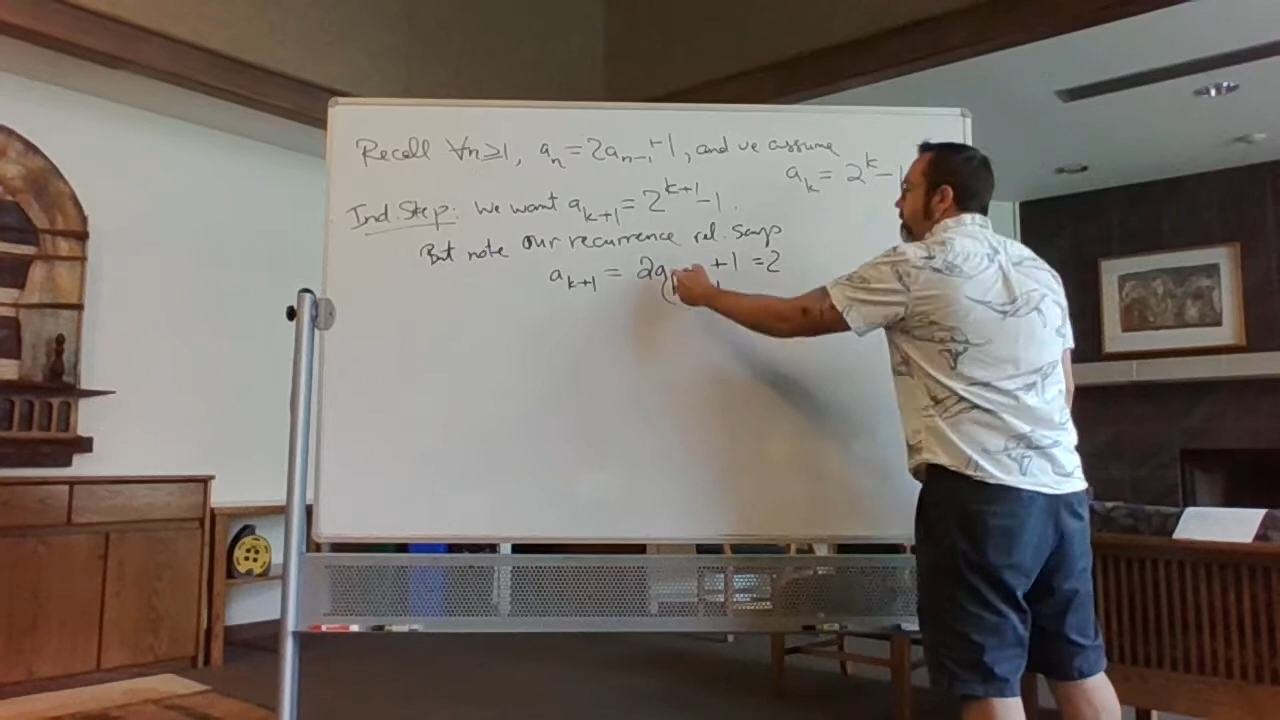 Recall ∀n≥1, aₙ=2aₙ₋₁+1, and we assume
aₖ = 2ᵏ-1
Ind. Step: We want aₖ₊₁ = 2ᵏ⁺¹-1.
But note our recurrence rel. says
aₖ₊₁ = 2a +1 =2